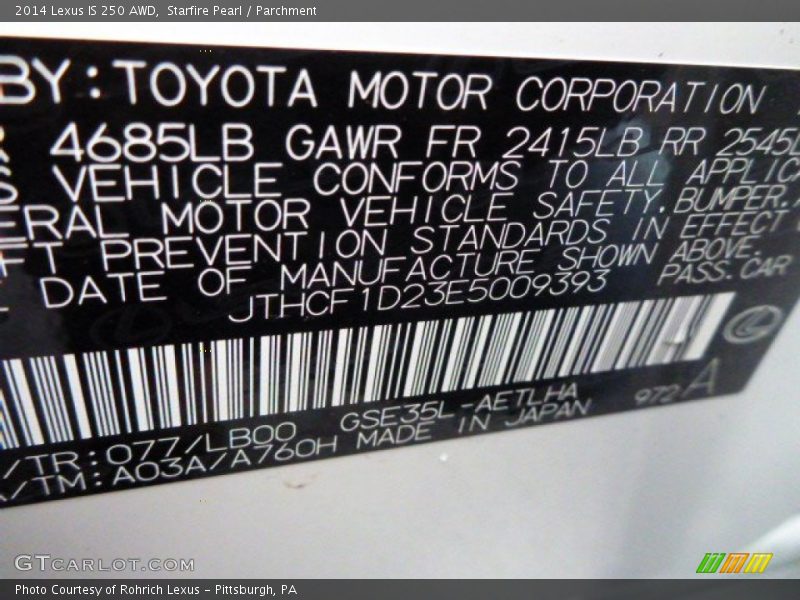 2014 Lexus IS 250 AWD, Starfire Pearl / Parchment
BY: TOYOTA MOTOR CORPORATION
4685LB GAWR FR 2415LB RR 2545L
S VEHICLE CONFORMS TO ALL APPLICA
ERAL MOTOR VEHICLE SAFETY, BUMPER,
FT PREVENTION STANDARDS IN EFFECT
DATE OF MANUFACTURE SHOWN ABOVE.
JTHCF1D23E5009393 PASS.CAR
/TR: 077/LB00 GSE35L-AETLHA 972 A
A/TM: A03A/A760H MADE IN JAPAN
GTCARLOT.COM
Photo Courtesy of Rohrich Lexus - Pittsburgh, PA